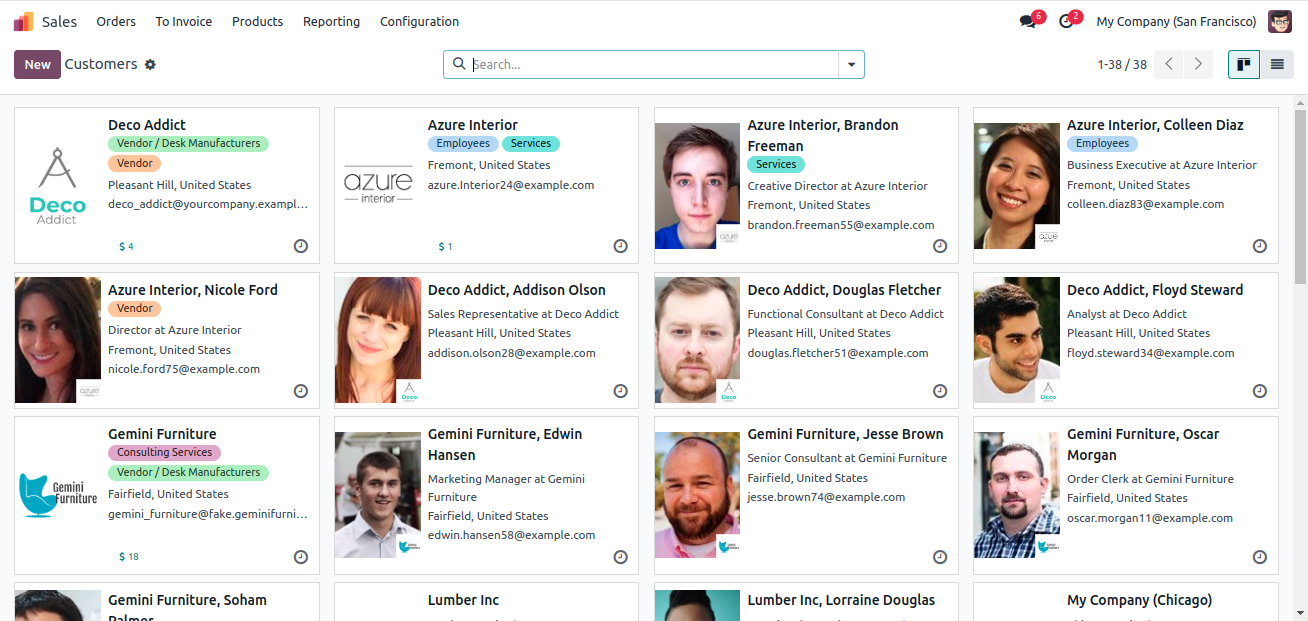 Sales Orders To Invoice Products Reporting Configuration 6 2 My Company (San Francisco)
New Customers Search... 1-38 / 38
Deco Addict
Vendor / Desk Manufacturers
Vendor
Pleasant Hill, United States
deco_addict@yourcompany.exampl...
Deco
Addict
$ 4
Azure Interior
Employees Services
Fremont, United States
azure.Interior24@example.com
azure
interior
$ 1
Azure Interior, Brandon
Freeman
Services
Creative Director at Azure Interior
Fremont, United States
brandon.freeman55@example.com
azure
Azure Interior, Colleen Diaz
Employees
Business Executive at Azure Interior
Fremont, United States
colleen.diaz83@example.com
azure
Azure Interior, Nicole Ford
Vendor
Director at Azure Interior
Fremont, United States
nicole.ford75@example.com
azure
Deco Addict, Addison Olson
Sales Representative at Deco Addict
Pleasant Hill, United States
addison.olson28@example.com
Deco
Deco Addict, Douglas Fletcher
Functional Consultant at Deco Addict
Pleasant Hill, United States
douglas.fletcher51@example.com
Deco
Deco Addict, Floyd Steward
Analyst at Deco Addict
Pleasant Hill, United States
floyd.steward34@example.com
Deco
Gemini Furniture
Consulting Services
Vendor / Desk Manufacturers
Fairfield, United States
gemini_furniture@fake.geminifurni...
Gemini
Furniture
$ 18
Gemini Furniture, Edwin
Hansen
Marketing Manager at Gemini
Furniture
Fairfield, United States
edwin.hansen58@example.com
Gemini Furniture, Jesse Brown
Senior Consultant at Gemini Furniture
Fairfield, United States
jesse.brown74@example.com
Gemini Furniture, Oscar
Morgan
Order Clerk at Gemini Furniture
Fairfield, United States
oscar.morgan11@example.com
Gemini Furniture, Soham
Palmer
Lumber Inc
Lumber Inc, Lorraine Douglas
My Company (Chicago)